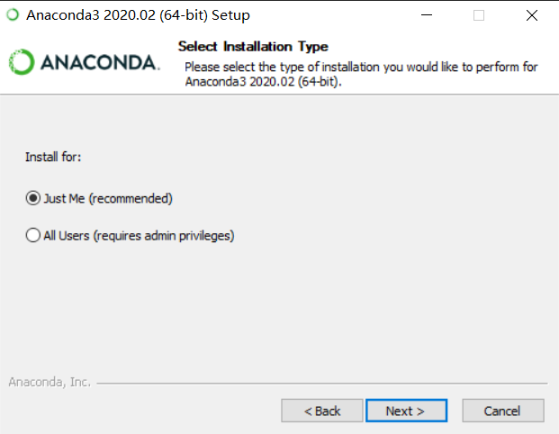 Anaconda3 2020.02 (64-bit) Setup
ANACONDA.
Select Installation Type
Please select the type of installation you would like to perform for
Anaconda3 2020.02 (64-bit).
Install for:
Just Me (recommended)
All Users (requires admin privileges)
Anaconda, Inc.
< Back
Next >
Cancel